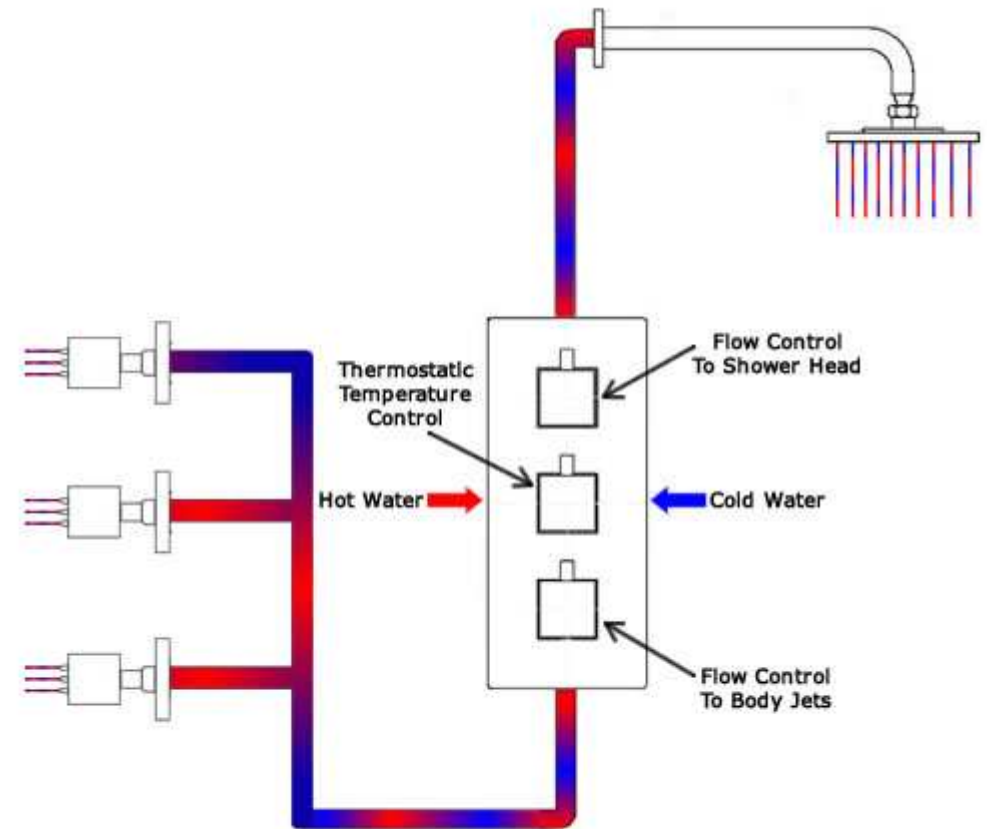 Flow Control
To Shower Head
Thermostatic
Temperature
Control
Hot Water
Cold Water
Flow Control
To Body Jets